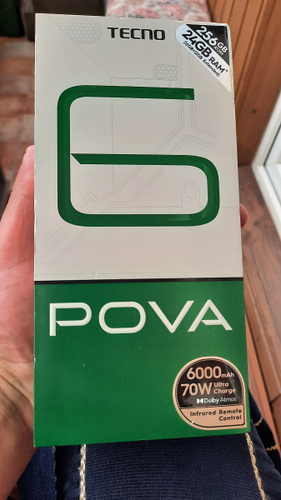 TECNO
256GB
24GB RAM*
6
POVA
6000mAh
70W Ultra Charge
Dolby Atmos
Infrared Remote
Control